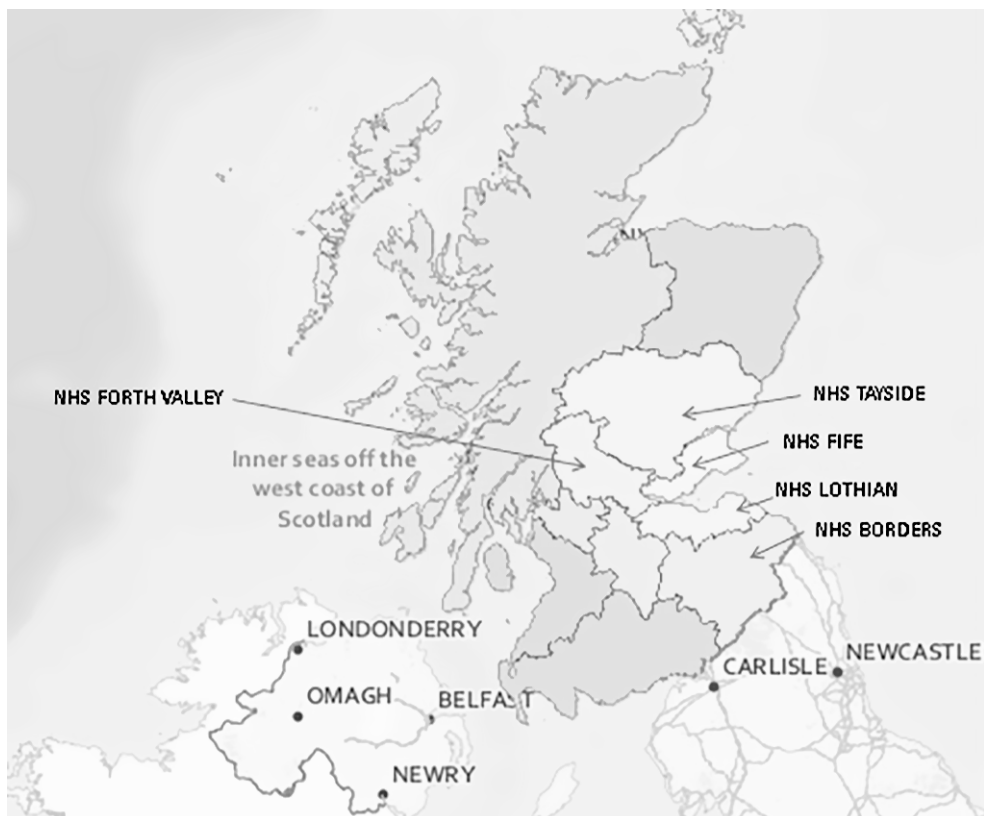 NHS FORTH VALLEY
NHS TAYSIDE
NHS FIFE
Inner seas off the
west coast of
Scotland
NHS LOTHIAN
NHS BORDERS
LONDONDERRY
OMAGH
BELFAST
NEWRY
CARLISLE
NEWCASTLE